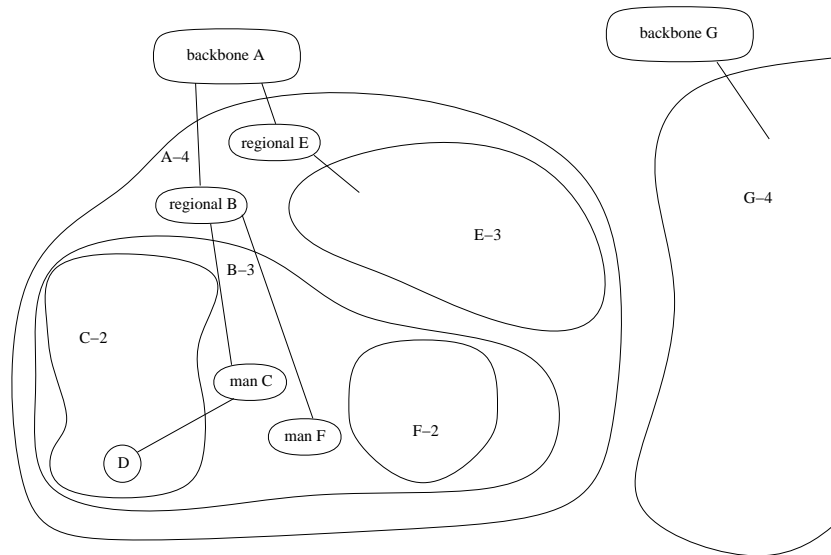 backbone G
backbone A
regional E
A–4
G–4
regional B
E–3
B–3
C–2
man C
F–2
man F
D